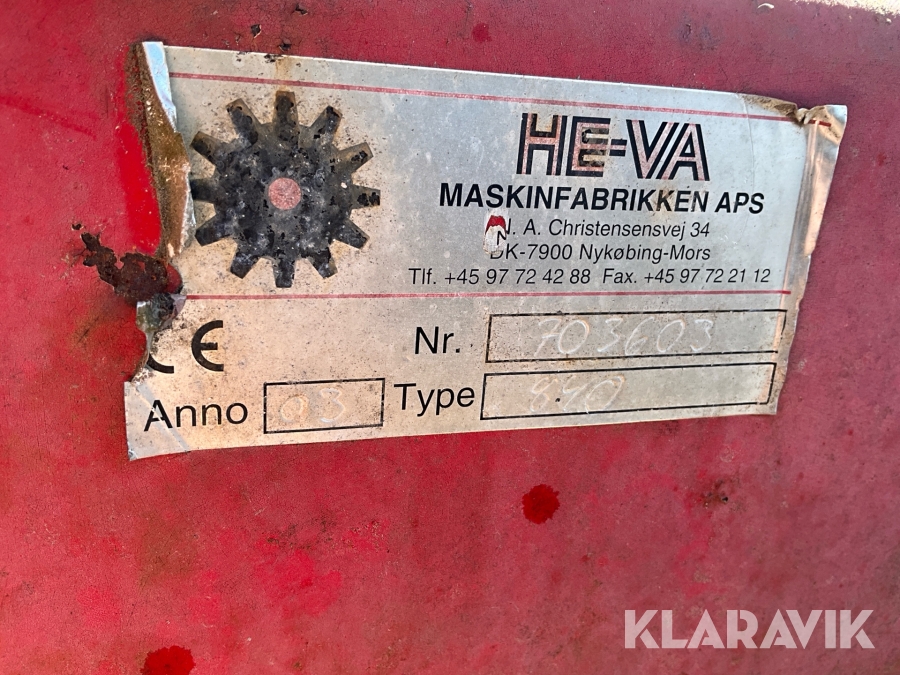 HE-VA
MASKINFABRIKKEN APS
N. A. Christensensvej 34
DK-7900 Nykøbing-Mors
Tlf. +45 97 72 42 88 Fax. +45 97 72 21 12
CE
Nr. 703603
Anno 03 Type
KLARAVIK